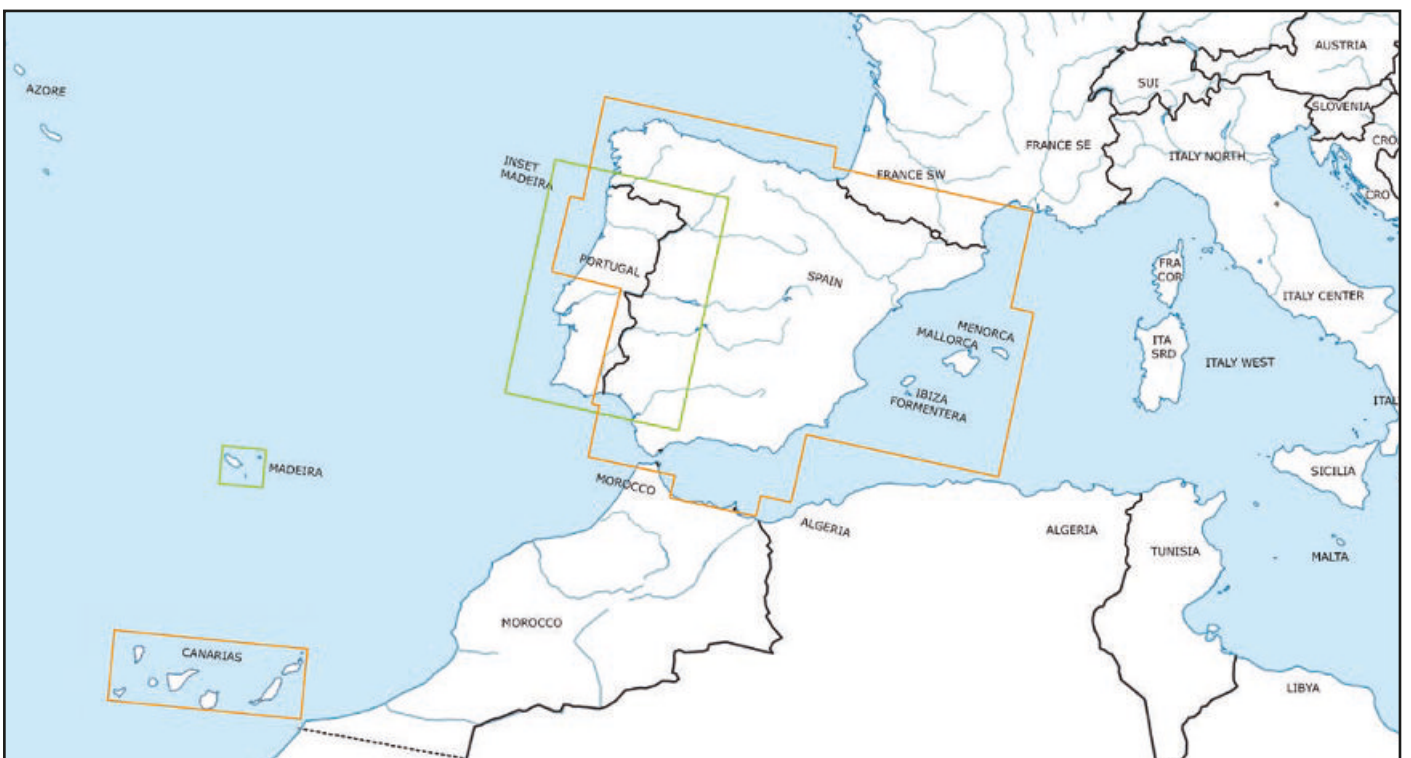 AUSTRIA
SUI
AZORE
SLOVENIA
CRO
FRANCE SE
ITALY NORTH
INSET
MADEIRA
FRANCE SW
CRO
PORTUGAL
SPAIN
FRA
COR
ITALY CENTER
MENORCA
MALLORCA
ITA
SRD
ITALY WEST
IBIZA
FORMENTERA
ITAL
MADEIRA
SICILIA
MOROCCO
ALGERIA
ALGERIA
TUNISIA
MALTA
MOROCCO
CANARIAS
LIBYA